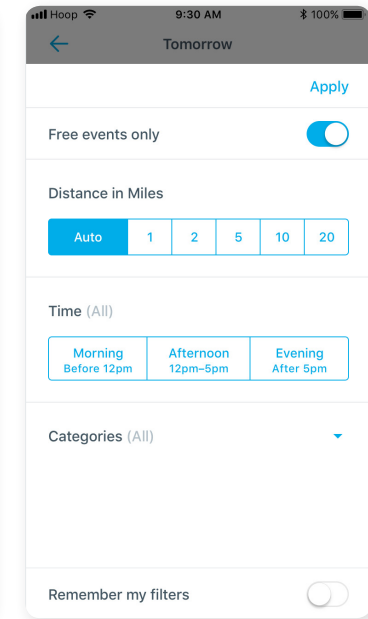 Hoop 9:30 AM 100%
Tomorrow
Apply
Free events only
Distance in Miles
Auto 1 2 5 10 20
Time (All)
Morning Afternoon Evening
Before 12pm 12pm–5pm After 5pm
Categories (All)
Remember my filters